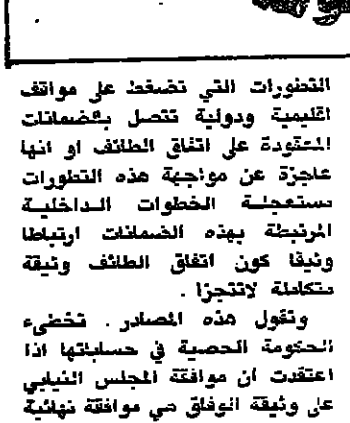 التطورات التي تضغط على مواقف
اقليمية ودولية تتصل بالضمانات
المعقودة على اتفاق الطائف او انها
عاجزة عن مواجهة هذه التطورات
مستعجلة الخطوات الداخلية
المرتبطة بهذه الضمانات ارتباطا
وثيقا كون اتفاق الطائف وثيقة
متكاملة لاتتجزا .
وتقول هذه المصادر . تخطىء
الحكومة الحصية في حساباتها اذا
اعتقدت ان موافقة المجلس النيابي
على وثيقة الوفاق هي موافقة نهائية